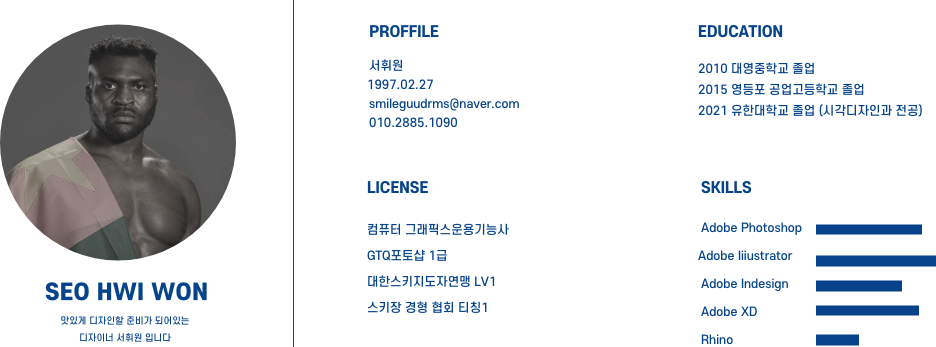 SEO HWI WON
맛있게 디자인할 준비가 되어있는
디자이너 서휘원 입니다
PROFFILE
서휘원
1997.02.27
smileguudrms@naver.com
010.2885.1090
EDUCATION
2010 대영중학교 졸업
2015 영등포 공업고등학교 졸업
2021 유한대학교 졸업 (시각디자인과 전공)
LICENSE
컴퓨터 그래픽스운용기능사
GTQ포토샵 1급
대한스키지도자연맹 LV1
스키장 경형 협회 티칭1
SKILLS
Adobe Photoshop
Adobe liiustrator
Adobe Indesign
Adobe XD
Rhino